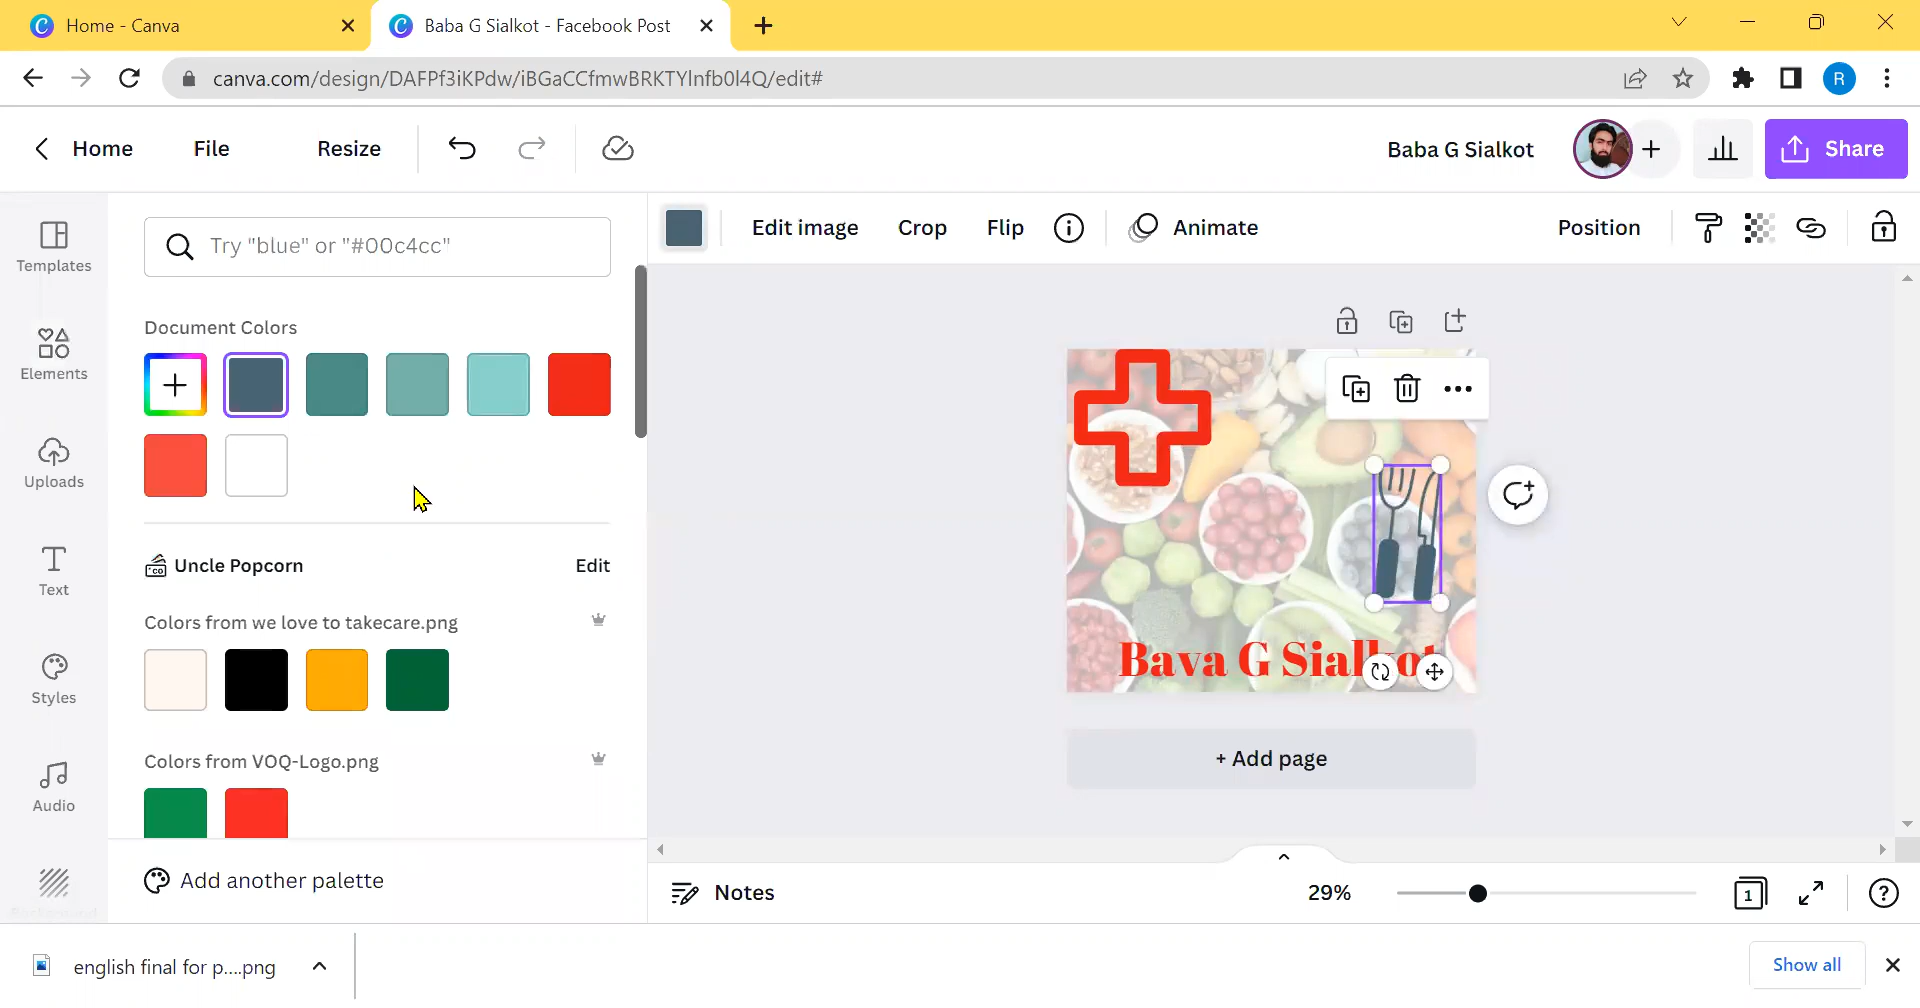 Home - Canva
Baba G Sialkot - Facebook Post
canva.com/design/DAFPf3iKPdw/iBGaCCfmwBRKTYlnfb0l4Q/edit#
R
Home
File
Resize
Baba G Sialkot
Share
Templates
Elements
Uploads
Text
Styles
Audio
Try "blue" or "#00c4cc"
Document Colors
Uncle Popcorn
Edit
Colors from we love to takecare.png
Colors from VOQ-Logo.png
Add another palette
Edit image
Crop
Flip
Animate
Position
Bava G Sialkot
+ Add page
Notes
29%
1
english final for p....png
Show all